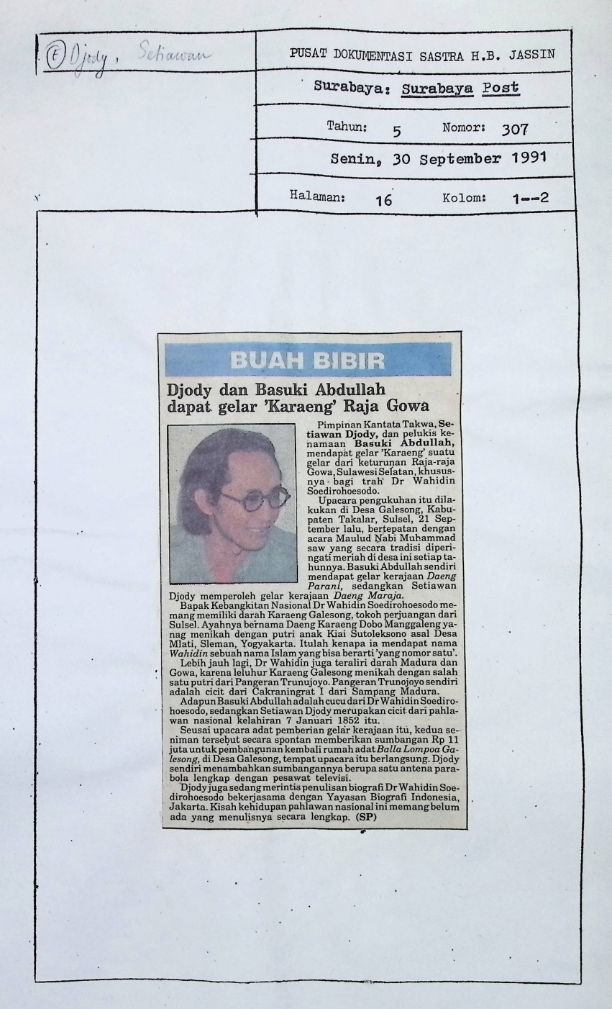 (F) Djody, Setiawan
PUSAT DOKUMENTASI SASTRA H.B. JASSIN
Surabaya: Surabaya Post
Tahun: 5 Nomor: 307
Senin, 30 September 1991
Halaman: 16 Kolom: 1--2
BUAH BIBIR
Djody dan Basuki Abdullah
dapat gelar 'Karaeng' Raja Gowa
Pimpinan Kantata Takwa, Se-
tiawan Djody, dan pelukis ke-
namaan Basuki Abdullah,
mendapat gelar 'Karaeng' suatu
gelar dari keturunan Raja-raja
Gowa, Sulawesi Selatan, khusus-
nya bagi trah Dr Wahidin
Soedirohoesodo.
Upacara pengukuhan itu dila-
kukan di Desa Galesong, Kabu-
paten Takalar, Sulsel, 21 Sep-
tember lalu, bertepatan dengan
acara Maulud Nabi Muhammad
saw yang secara tradisi diperi-
ngati meriah di desa ini setiap ta-
hunnya. Basuki Abdullah sendiri
mendapat gelar kerajaan Daeng
Parani, sedangkan Setiawan
Djody memperoleh gelar kerajaan Daeng Maraja.
Bapak Kebangkitan Nasional Dr Wahidin Soedirohoesodo me-
mang memiliki darah Karaeng Galesong, tokoh perjuangan dari
Sulsel. Ayahnya bernama Daeng Karaeng Dobo Manggaleng ya-
nag menikah dengan putri anak Kiai Sutoleksono asal Desa
Mlati, Sleman, Yogyakarta. Itulah kenapa ia mendapat nama
Wahidin sebuah nama Islam yang bisa berarti 'yang nomor satu'.
Lebih jauh lagi, Dr Wahidin juga teraliri darah Madura dan
Gowa, karena leluhur Karaeng Galesong menikah dengan salah
satu putri dari Pangeran Trunujoyo. Pangeran Trunojoyo sendiri
adalah cicit dari Cakraningrat I dari Sampang Madura.
Adapun Basuki Abdullah adalah cucu dari Dr Wahidin Soediro-
hoesodo, sedangkan Setiawan Djody merupakan cicit dari pahla-
wan nasional kelahiran 7 Januari 1852 itu.
Seusai upacara adat pemberian gelar kerajaan itu, kedua se-
niman tersebut secara spontan memberikan sumbangan Rp 11
juta untuk pembangunan kembali rumah adat Balla Lompoa Ga-
lesong, di Desa Galesong, tempat upacara itu berlangsung. Djody
sendiri menambahkan sumbangannya berupa satu antena para-
bola lengkap dengan pesawat televisi.
Djody juga sedang merintis penulisan biografi Dr Wahidin Soe-
dirohoesodo bekerjasama dengan Yayasan Biografi Indonesia,
Jakarta. Kisah kehidupan pahlawan nasional ini memang belum
ada yang menulisnya secara lengkap. (SP)